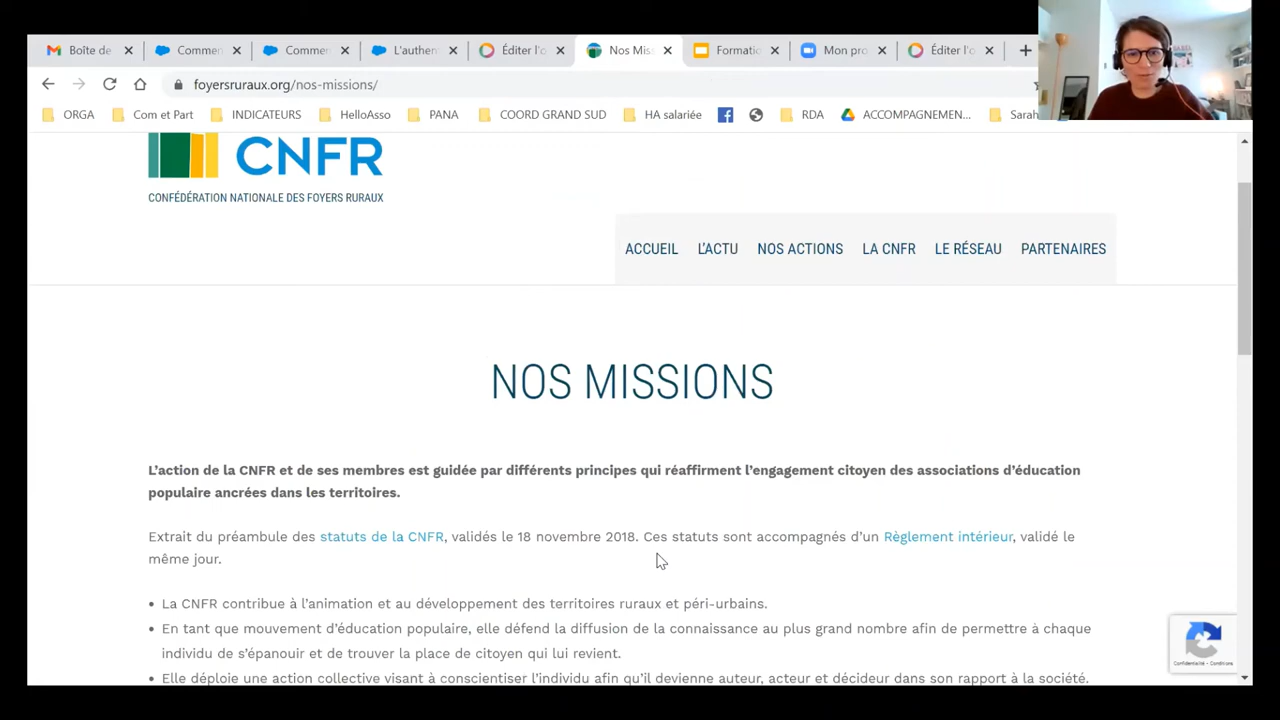 Boîte de
Commen
Commen
L'authen
Éditer l'o
Nos Mis
Formatio
Mon pro
Éditer l'o
foyersruraux.org/nos-missions/
ORGA
Com et Part
INDICATEURS
HelloAsso
PANA
COORD GRAND SUD
HA salariée
RDA
ACCOMPAGNEMEN...
Sarah
CNFR
CONFÉDÉRATION NATIONALE DES FOYERS RURAUX
ACCUEIL L'ACTU NOS ACTIONS LA CNFR LE RÉSEAU PARTENAIRES
NOS MISSIONS
L'action de la CNFR et de ses membres est guidée par différents principes qui réaffirment l'engagement citoyen des associations d'éducation
populaire ancrées dans les territoires.
Extrait du préambule des statuts de la CNFR, validés le 18 novembre 2018. Ces statuts sont accompagnés d'un Règlement intérieur, validé le
même jour.
• La CNFR contribue à l'animation et au développement des territoires ruraux et péri-urbains.
• En tant que mouvement d'éducation populaire, elle défend la diffusion de la connaissance au plus grand nombre afin de permettre à chaque
individu de s'épanouir et de trouver la place de citoyen qui lui revient.
• Elle déploie une action collective visant à conscientiser l'individu afin qu'il devienne auteur, acteur et décideur dans son rapport à la société.
Confidentialité - Conditions